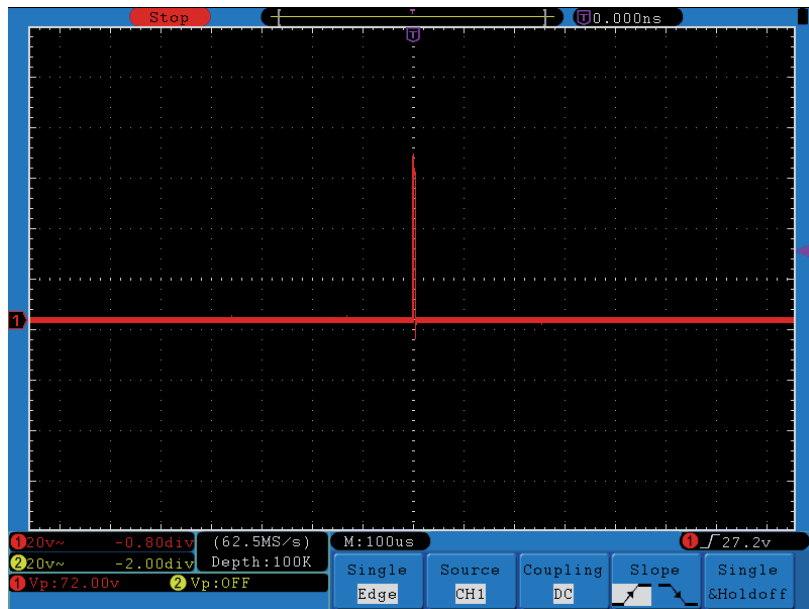 Stop T T 0.000ns
T
1
1 20v~ -0.80div (62.5MS/s) M:100us 1 27.2v
2 20v~ -2.00div Depth:100K
1 Vp:72.00v 2 Vp:OFF
Single Source Coupling Slope Single
Edge CH1 DC &Holdoff